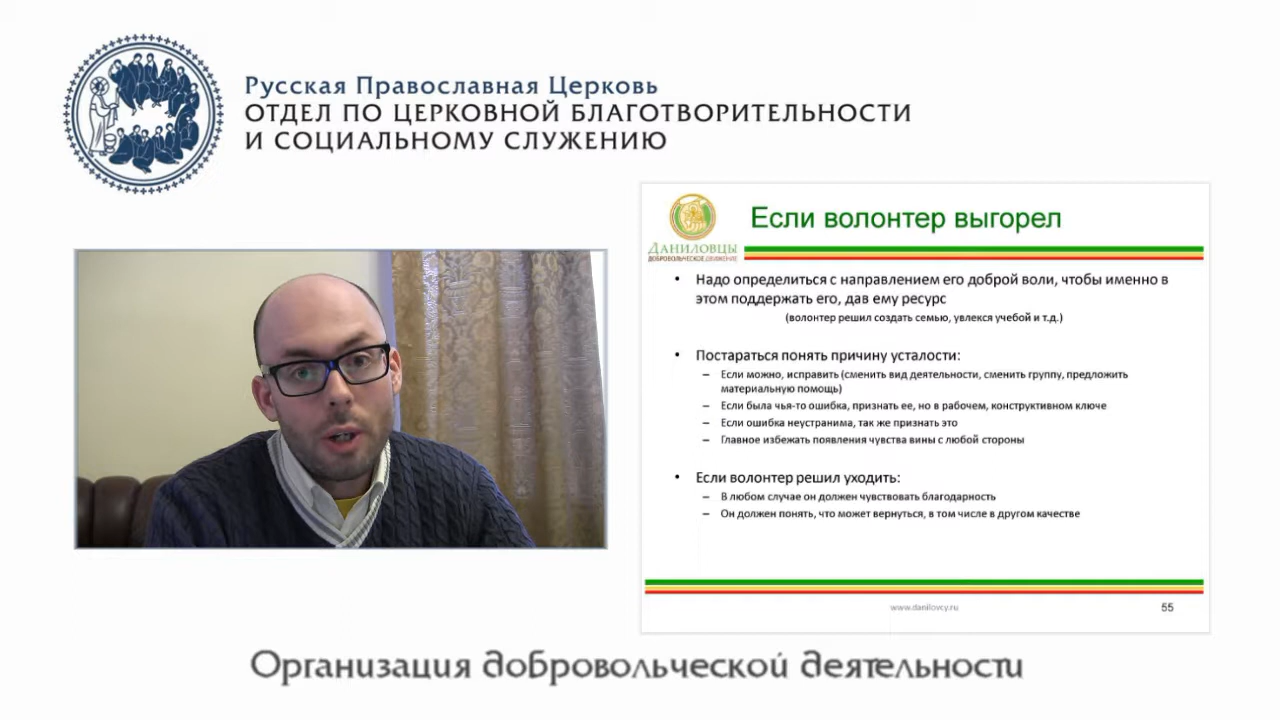 Русская Православная Церковь
ОТДЕЛ ПО ЦЕРКОВНОЙ БЛАГОТВОРИТЕЛЬНОСТИ
И СОЦИАЛЬНОМУ СЛУЖЕНИЮ
ДАНИЛОВЦЫ
ДОБРОВОЛЬЧЕСКОЕ ДВИЖЕНИЕ
Если волонтер выгорел
• Надо определиться с направлением его доброй воли, чтобы именно в
этом поддержать его, дав ему ресурс
(волонтер решил создать семью, увлекся учебой и т.д.)
• Постараться понять причину усталости:
– Если можно, исправить (сменить вид деятельности, сменить группу, предложить
материальную помощь)
– Если была чья-то ошибка, признать ее, но в рабочем, конструктивном ключе
– Если ошибка неустранима, так же признать это
– Главное избежать появления чувства вины с любой стороны
• Если волонтер решил уходить:
– В любом случае он должен чувствовать благодарность
– Он должен понять, что может вернуться, в том числе в другом качестве
www.danilovcy.ru
55
Организация добровольческой деятельности